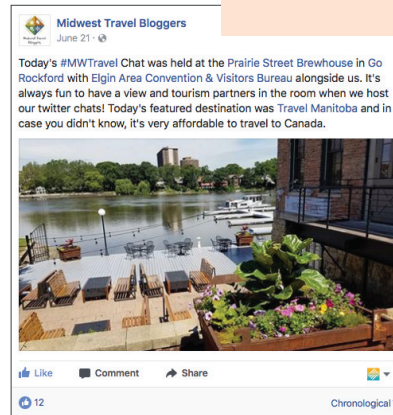 Midwest Travel Bloggers
Midwest Travel
Bloggers
June 21 ·
Today's #MWTravel Chat was held at the Prairie Street Brewhouse in Go
Rockford with Elgin Area Convention & Visitors Bureau alongside us. It's
always fun to have a view and tourism partners in the room when we host
our twitter chats! Today's featured destination was Travel Manitoba and in
case you didn't know, it's very affordable to travel to Canada.
Like Comment Share
12 Chronological